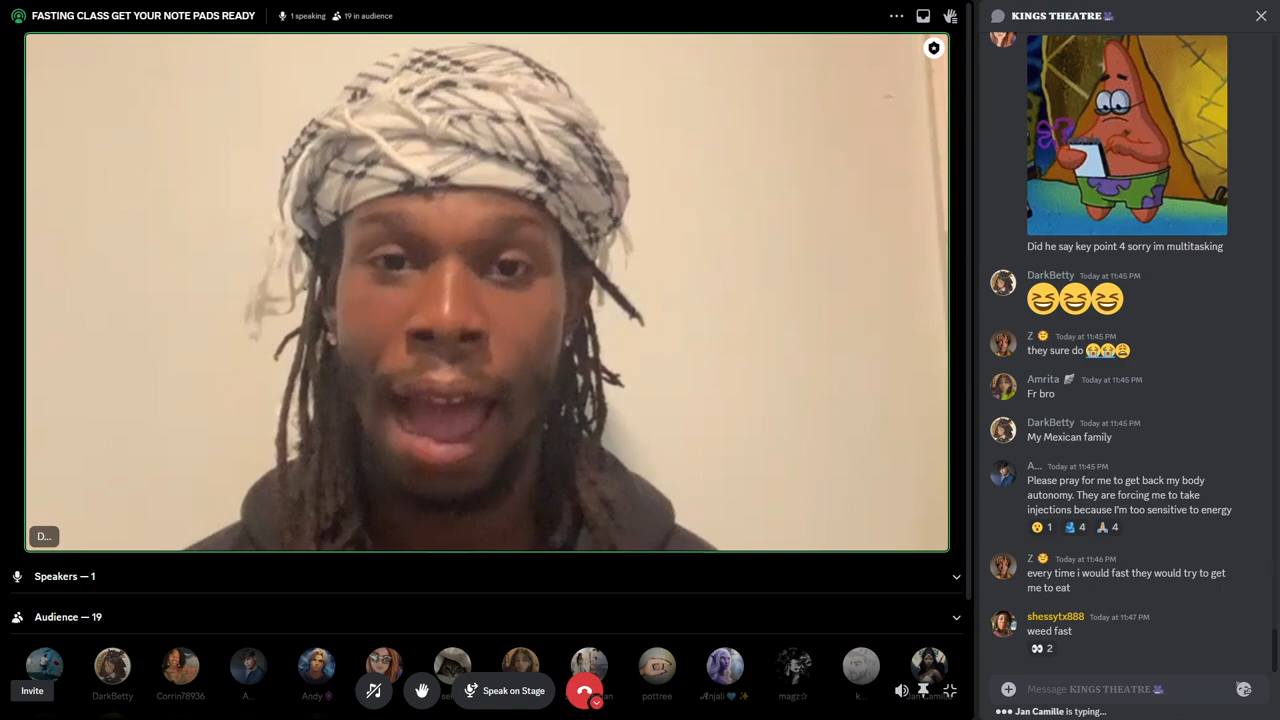 FASTING CLASS GET YOUR NOTE PADS READY
1 speaking
19 in audience
KINGS THEATRE
Did he say key point 4 sorry im multitasking
DarkBetty Today at 11:45 PM
Z Today at 11:45 PM
they sure do
Amrita Today at 11:45 PM
Fr bro
DarkBetty Today at 11:45 PM
My Mexican family
A... Today at 11:45 PM
Please pray for me to get back my body
autonomy. They are forcing me to take
injections because I'm too sensitive to energy
1 4 4
Z Today at 11:46 PM
every time i would fast they would try to get
me to eat
shessytx888 Today at 11:47 PM
weed fast
2
D...
Speakers — 1
Audience — 19
Invite
DarkBetty
Corrin78936
A...
Andy
Speak on Stage
pottree
Anjali
magz☆
k...
Message KINGS THEATRE
Jan Camille is typing...